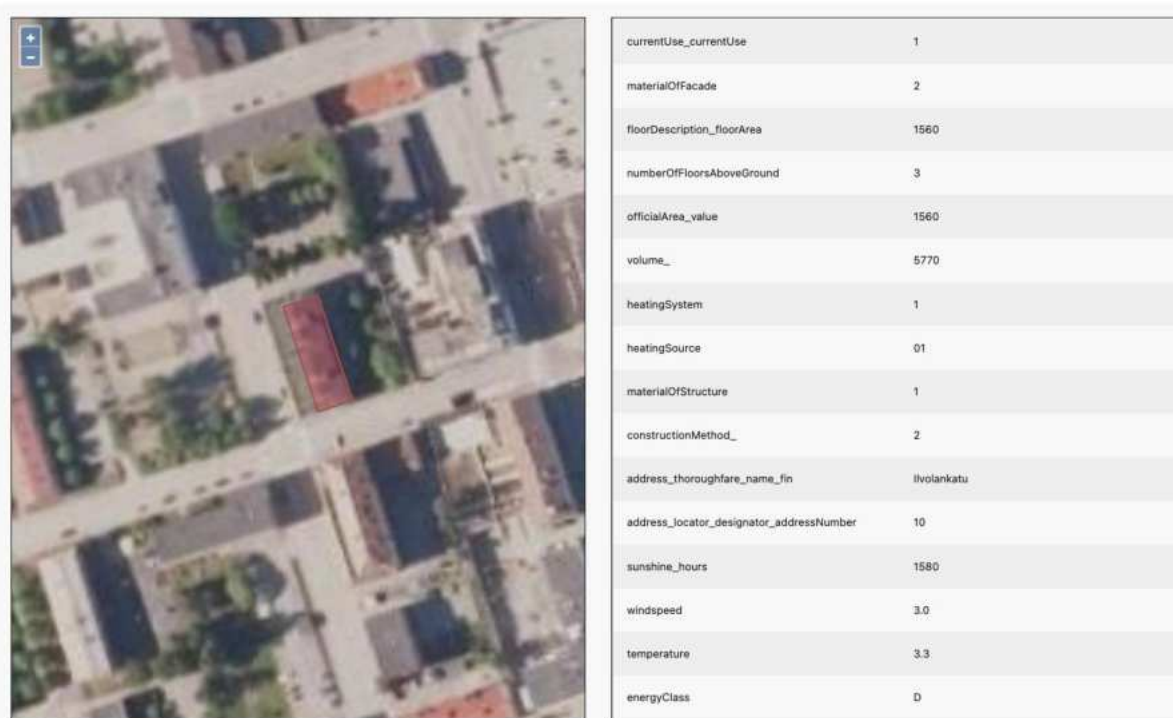 +
−
currentUse_currentUse 1
materialOfFacade 2
floorDescription_floorArea 1560
numberOfFloorsAboveGround 3
officialArea_value 1560
volume_ 5770
heatingSystem 1
heatingSource 01
materialOfStructure 1
constructionMethod_ 2
address_thoroughfare_name_fin Ilvolankatu
address_locator_designator_addressNumber 10
sunshine_hours 1580
windspeed 3.0
temperature 3.3
energyClass D